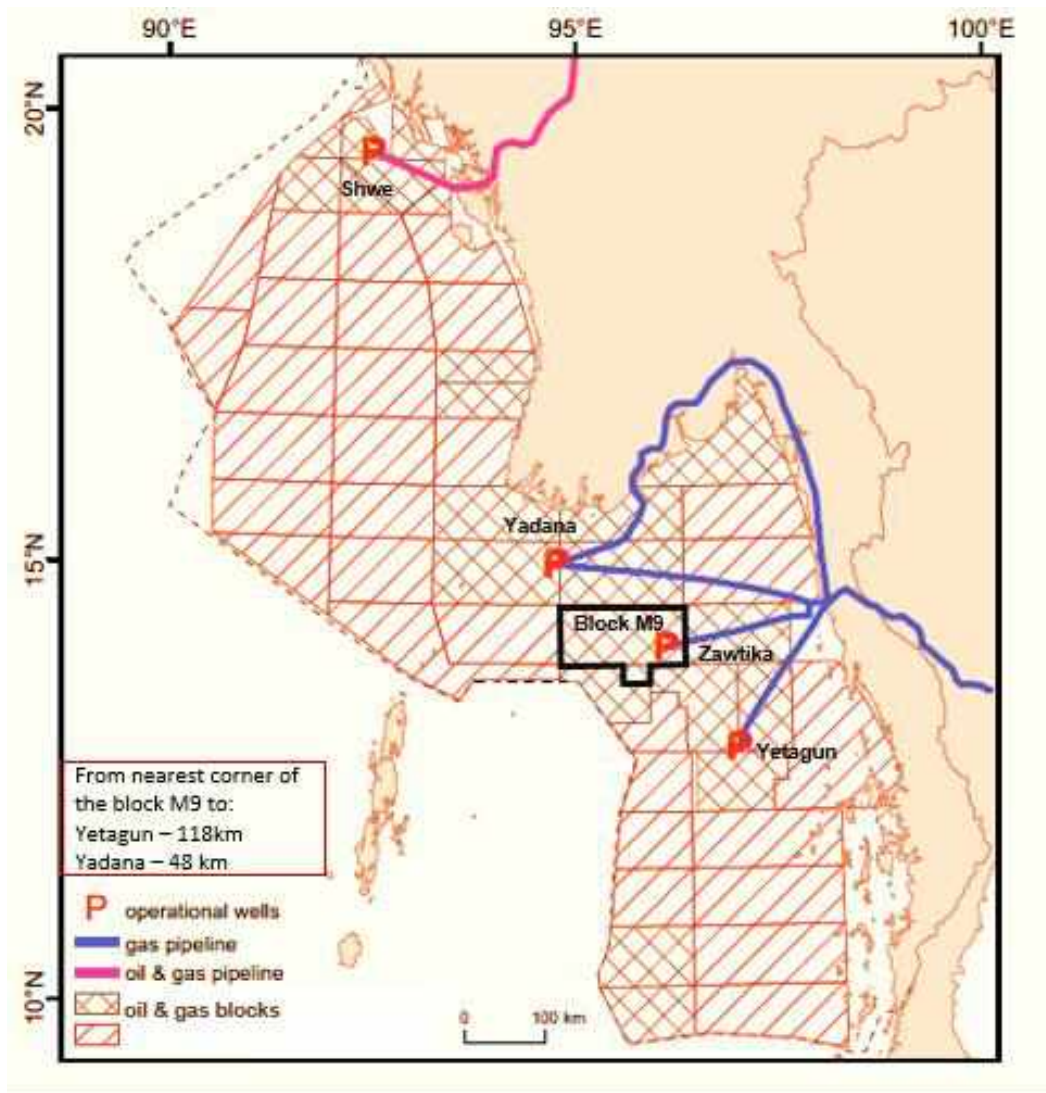 90°E 95°E 100°E
20°N
P
Shwe
Yadana
P
15°N
Block M9
P
Zawtika
P Yetagun
From nearest corner of
the block M9 to:
Yetagun – 118km
Yadana – 48 km
P operational wells
gas pipeline
oil & gas pipeline
oil & gas blocks
10°N
0 100 km